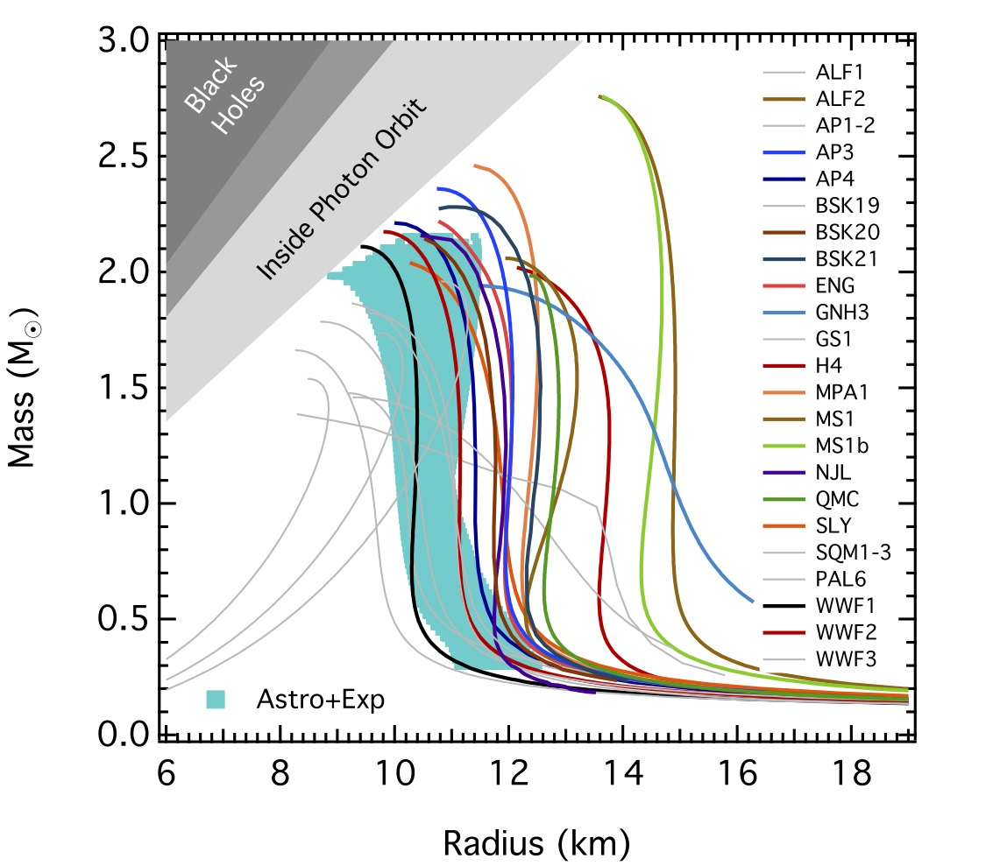 3.0
2.5
2.0
1.5
1.0
0.5
0.0
Mass (M☉)
Black
Holes
Inside Photon Orbit
ALF1
ALF2
AP1-2
AP3
AP4
BSK19
BSK20
BSK21
ENG
GNH3
GS1
H4
MPA1
MS1
MS1b
NJL
QMC
SLY
SQM1-3
PAL6
WWF1
WWF2
WWF3
Astro+Exp
6 8 10 12 14 16 18
Radius (km)